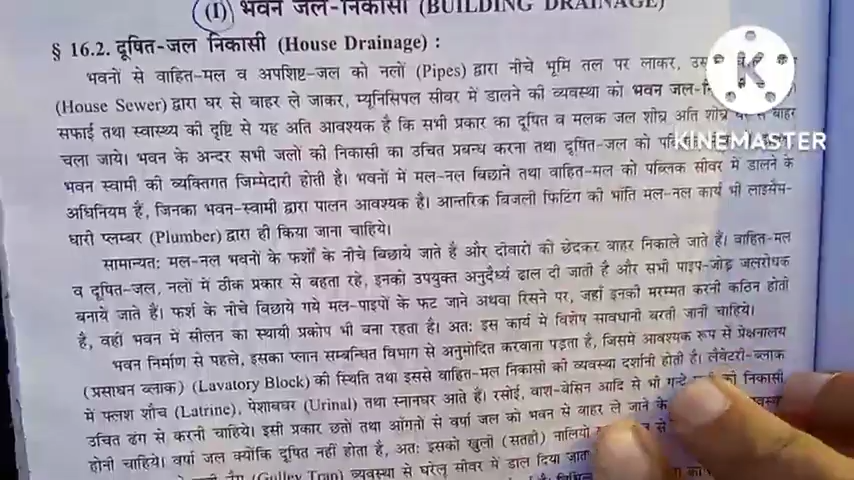 (I) भवन जल-निकासी (BUILDING DRAINAGE)
§ 16.2. दूषित-जल निकासी (House Drainage) :
भवनों से वाहित-मल व अपशिष्ट-जल को नलों (Pipes) द्वारा नीचे भूमि तल पर लाकर,
(House Sewer) द्वारा घर से बाहर ले जाकर, म्यूनिसिपल सीवर में डालने की व्यवस्था को भवन
सफाई तथा स्वास्थ्य की दृष्टि से यह अति आवश्यक है कि सभी प्रकार का दूषित व मलक जल शीघ्र अति शीघ्र बाहर
चला जाये। भवन के अन्दर सभी जलों की निकासी का उचित प्रबन्ध करना तथा दूषित-जल को
भवन स्वामी की व्यक्तिगत जिम्मेदारी होती है। भवनों में मल-नल बिछाने तथा वाहित-मल को पब्लिक सीवर में डालने के
अधिनियम हैं, जिनका भवन-स्वामी द्वारा पालन आवश्यक है। आन्तरिक बिजली फिटिंग की भाँति मल-नल कार्य भी लाइसैंस-
धारी प्लम्बर (Plumber) द्वारा ही किया जाना चाहिये।
सामान्यत: मल-नल भवनों के फर्शों के नीचे बिछाये जाते हैं और दीवारों को छेदकर बाहर निकाले जाते हैं। वाहित-मल
व दूषित-जल, नलों में ठीक प्रकार से बहता रहे, इनको उपयुक्त अनुदैर्ध्य ढाल दी जाती है और सभी पाइप-जोड़ जलरोधक
बनाये जाते हैं। फर्श के नीचे बिछाये गये मल-पाइपों के फट जाने अथवा रिसने पर, जहाँ इनकी मरम्मत करनी कठिन होती
है, वहाँ भवन में सीलन का स्थायी प्रकोप भी बना रहता है। अत: इस कार्य में विशेष सावधानी बरती जानी चाहिये।
भवन निर्माण से पहले, इसका प्लान सम्बन्धित विभाग से अनुमोदित करवाना पड़ता है, जिसमें आवश्यक रूप से प्रेक्षनालय
(प्रसाधन ब्लाक) (Lavatory Block) की स्थिति तथा इससे वाहित-मल निकासी की व्यवस्था दर्शानी होती है। लैवेटरी-ब्लाक
में फ्लश शौच (Latrine), पेशाबघर (Urinal) तथा स्नानघर आते हैं। रसोई, वाश-बेसिन आदि से भी गन्दे की निकासी
उचित ढंग से करनी चाहिये। इसी प्रकार छतों तथा आँगनों से वर्षा जल को भवन से बाहर ले जाने के
होनी चाहिये। वर्षा जल क्योंकि दूषित नहीं होता है, अत: इसको खुली (सतही) नालियों से
(Gulley Trap) व्यवस्था से घरेलू सीवर में डाल दिया जाता
KINEMASTER